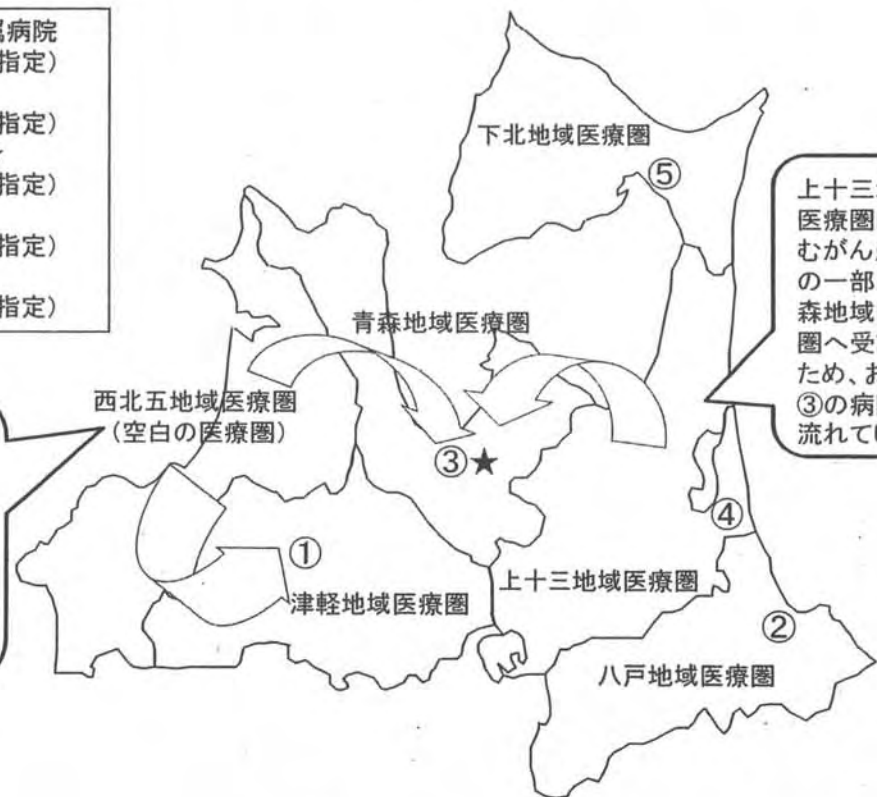 属病院
指定)
指定)
指定)
指定)
指定)
下北地域医療圏
⑤
上十三
医療圏
むがん
の一部
森地域
圏へ受
ため、お
③の病
流れてい
青森地域医療圏
西北五地域医療圏
(空白の医療圏)
③★
④
①
津軽地域医療圏
上十三地域医療圏
②
八戸地域医療圏